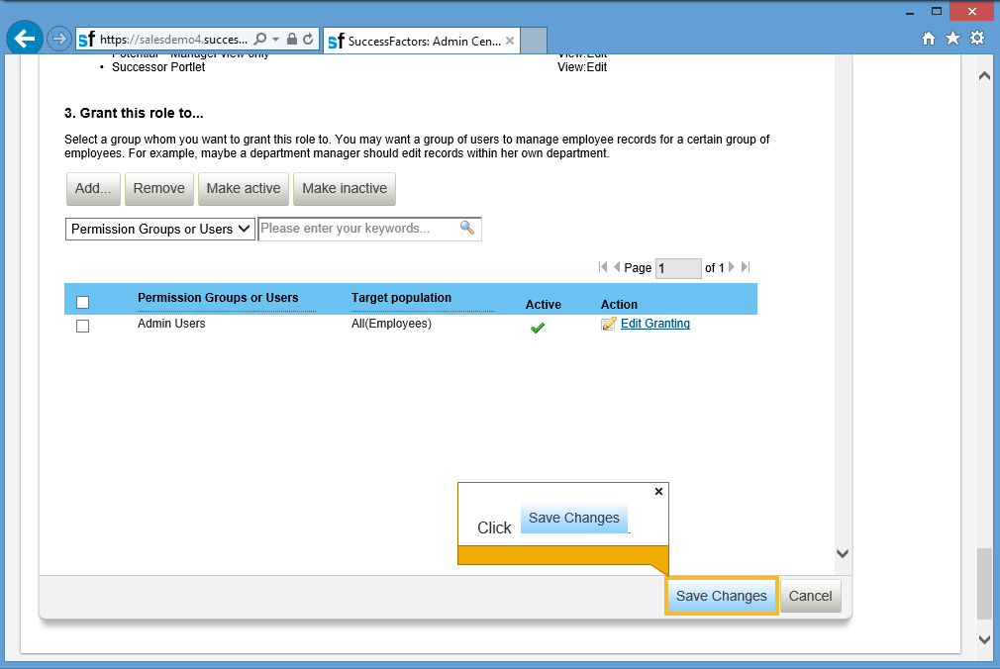 sf https://salesdemo4.succes...
sf SuccessFactors: Admin Cen...
Potential - Manager view only View:Edit
• Successor Portlet View:Edit
3. Grant this role to...
Select a group whom you want to grant this role to. You may want a group of users to manage employee records for a certain group of
employees. For example, maybe a department manager should edit records within her own department.
Add... Remove Make active Make inactive
Permission Groups or Users Please enter your keywords...
Page 1 of 1
Permission Groups or Users Target population Active Action
Admin Users All(Employees) Edit Granting
Click Save Changes.
Save Changes Cancel